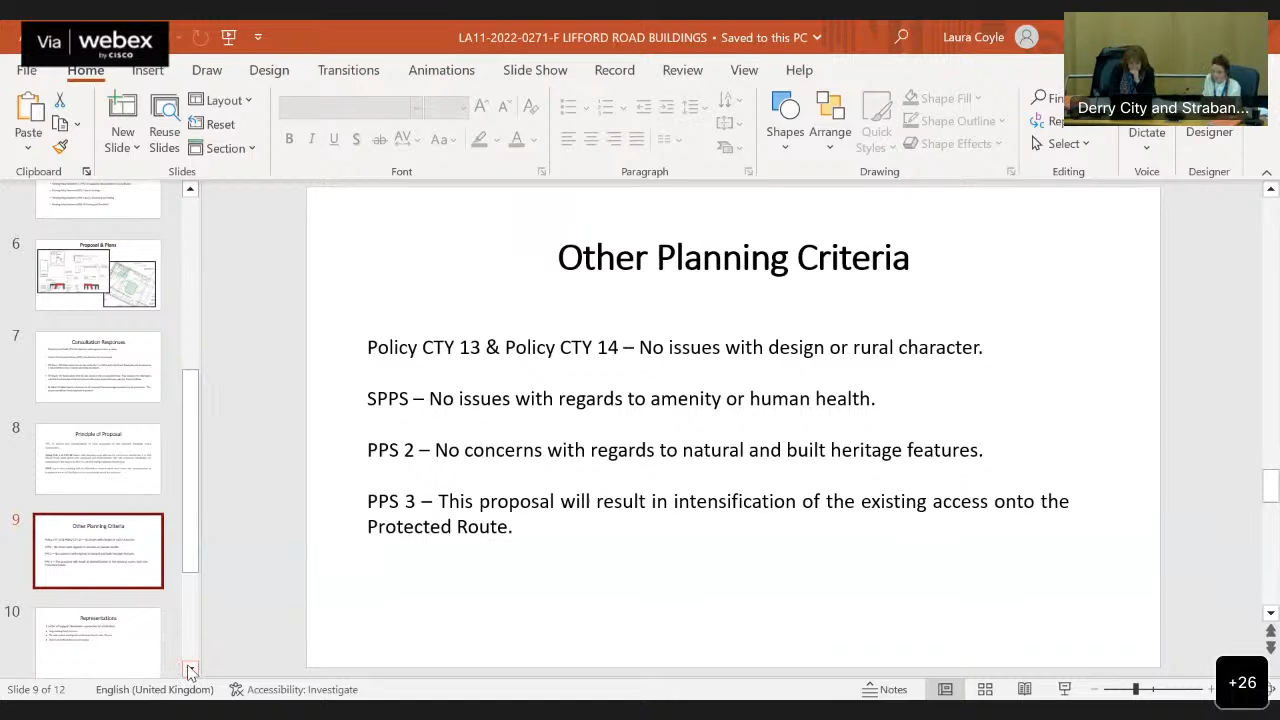 Via webex
by CISCO
LA11-2022-0271-F LIFFORD ROAD BUILDINGS • Saved to this PC
Laura Coyle
Derry City and Straban...
File Home Insert Draw Design Transitions Animations Slide Show Record Review View Help
Paste
Clipboard
New Slide
Reuse Slides
Layout
Reset
Section
Slides
Font
Paragraph
Shapes
Arrange
Quick Styles
Shape Fill
Shape Outline
Shape Effects
Drawing
Select
Editing
Dictate
Voice
Designer
Designer
6
Proposal & Plans
7
Consultation Responses
8
Principle of Proposal
9
Other Planning Criteria
10
Representations
Other Planning Criteria
Policy CTY 13 & Policy CTY 14 – No issues with design or rural character.
SPPS – No issues with regards to amenity or human health.
PPS 2 – No concerns with regards to natural and built heritage features.
PPS 3 – This proposal will result in intensification of the existing access onto the
Protected Route.
Slide 9 of 12 English (United Kingdom) Accessibility: Investigate
Notes
+26